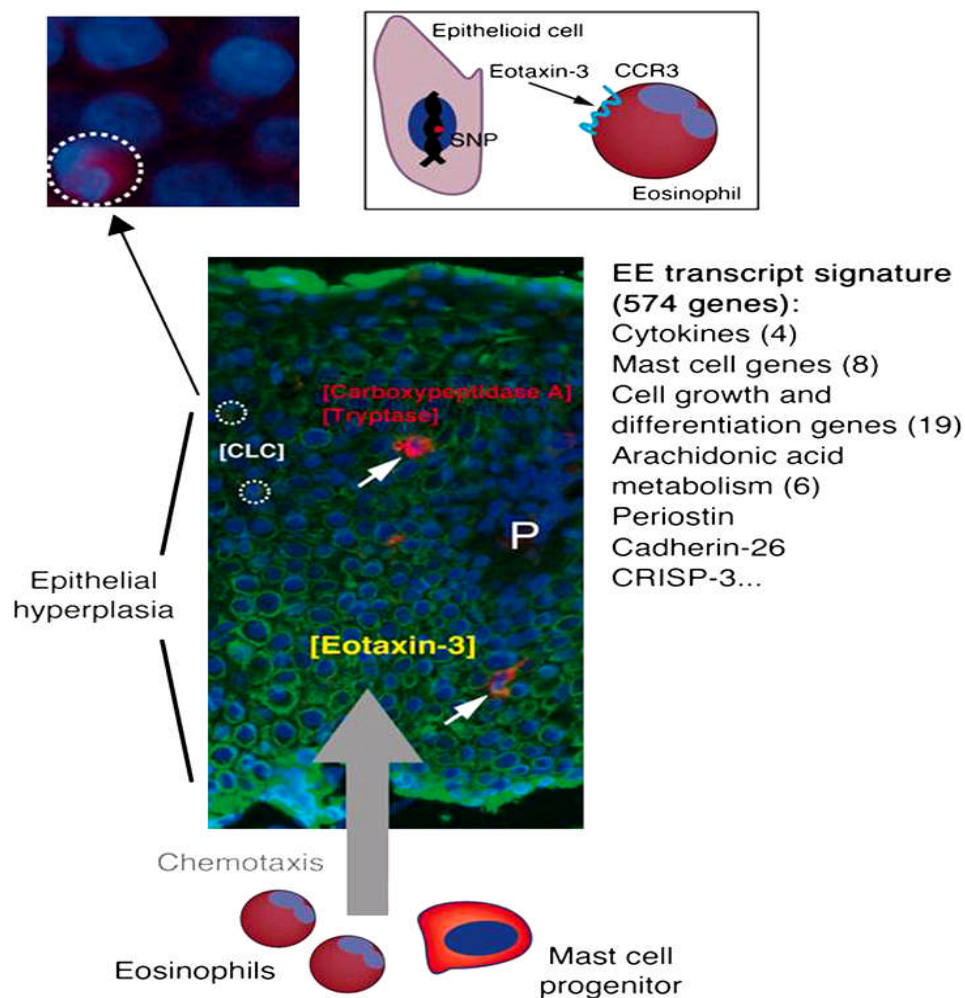 Epithelioid cell
Eotaxin-3
CCR3
SNP
Eosinophil
EE transcript signature
(574 genes):
Cytokines (4)
Mast cell genes (8)
Cell growth and
differentiation genes (19)
Arachidonic acid
metabolism (6)
Periostin
Cadherin-26
CRISP-3...
[Carboxypeptidase A]
[Tryptase]
[CLC]
P
Epithelial
hyperplasia
[Eotaxin-3]
Chemotaxis
Eosinophils
Mast cell
progenitor